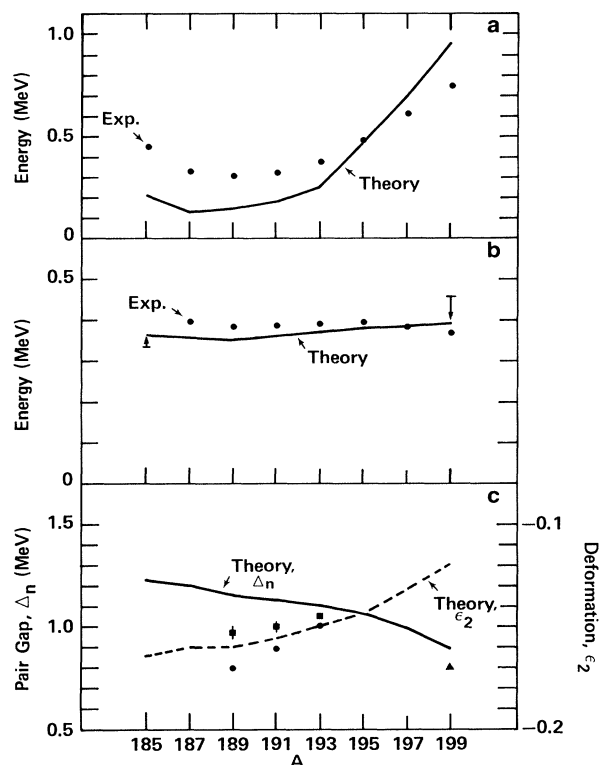 a
1.0
0.5
0
Energy (MeV)
Exp.
Theory
b
0.5
0
Energy (MeV)
Exp.
Theory
c
1.5
1.0
0.5
Pair Gap, Δn (MeV)
Theory,
Δn
Theory,
ϵ2
−0.1
−0.2
Deformation, ϵ2
185 187 189 191 193 195 197 199
A